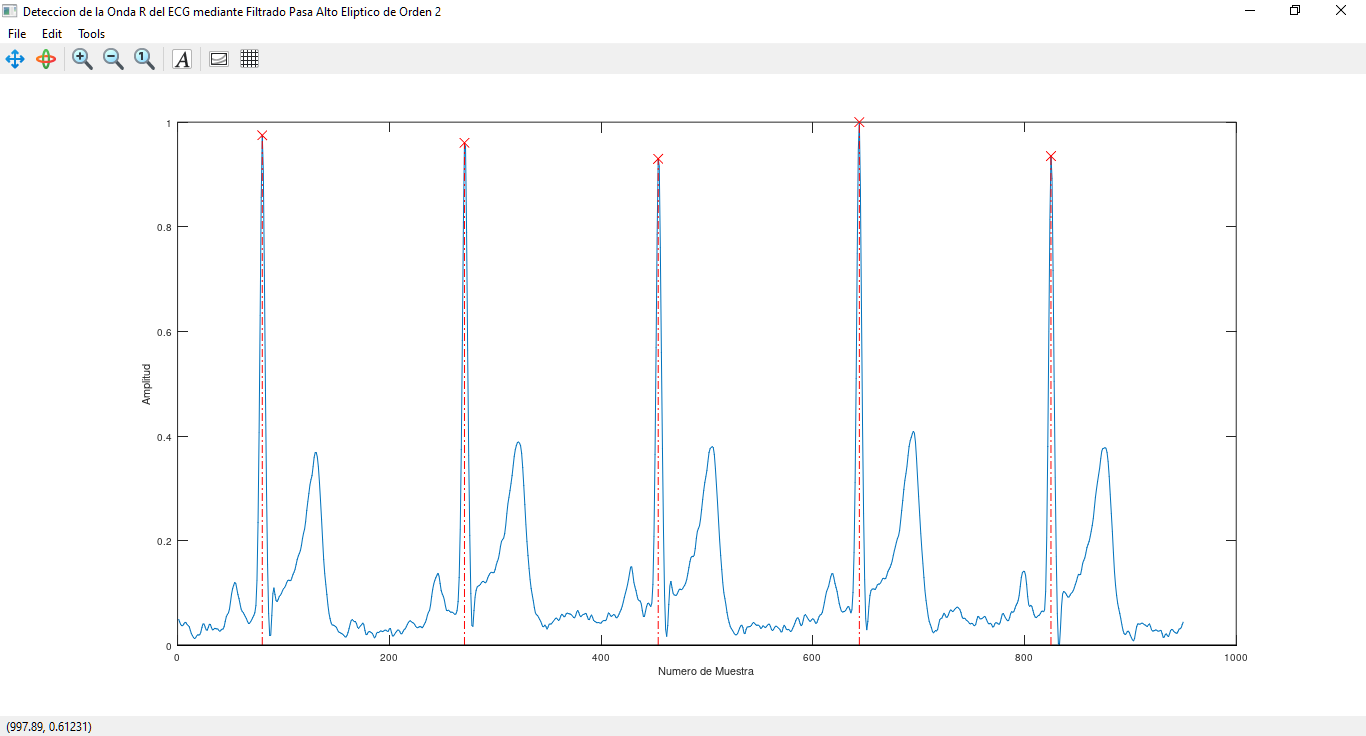 Deteccion de la Onda R del ECG mediante Filtrado Pasa Alto Eliptico de Orden 2
File Edit Tools
1
A
1
0.8
0.6
0.4
0.2
0
Amplitud
0 200 400 600 800 1000
Numero de Muestra
(997.89, 0.61231)